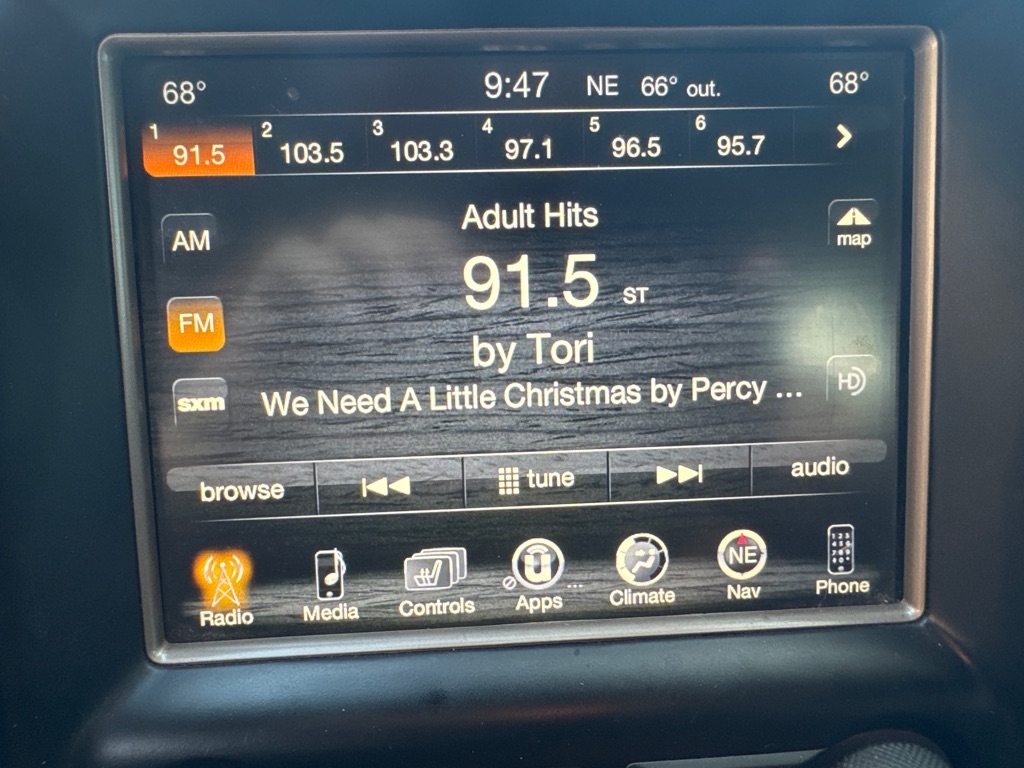 68° 9:47 NE 66° out. 68°
1 91.5 2 103.5 3 103.3 4 97.1 5 96.5 6 95.7
Adult Hits
AM
map
91.5 ST
FM
by Tori
HD
sxm
We Need A Little Christmas by Percy ...
browse tune audio
u ... NE
Radio Media Controls Apps Climate Nav Phone